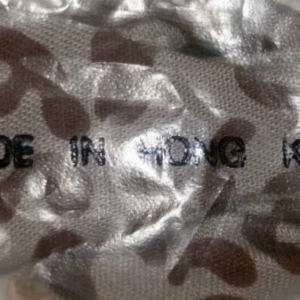 DE IN HONG K